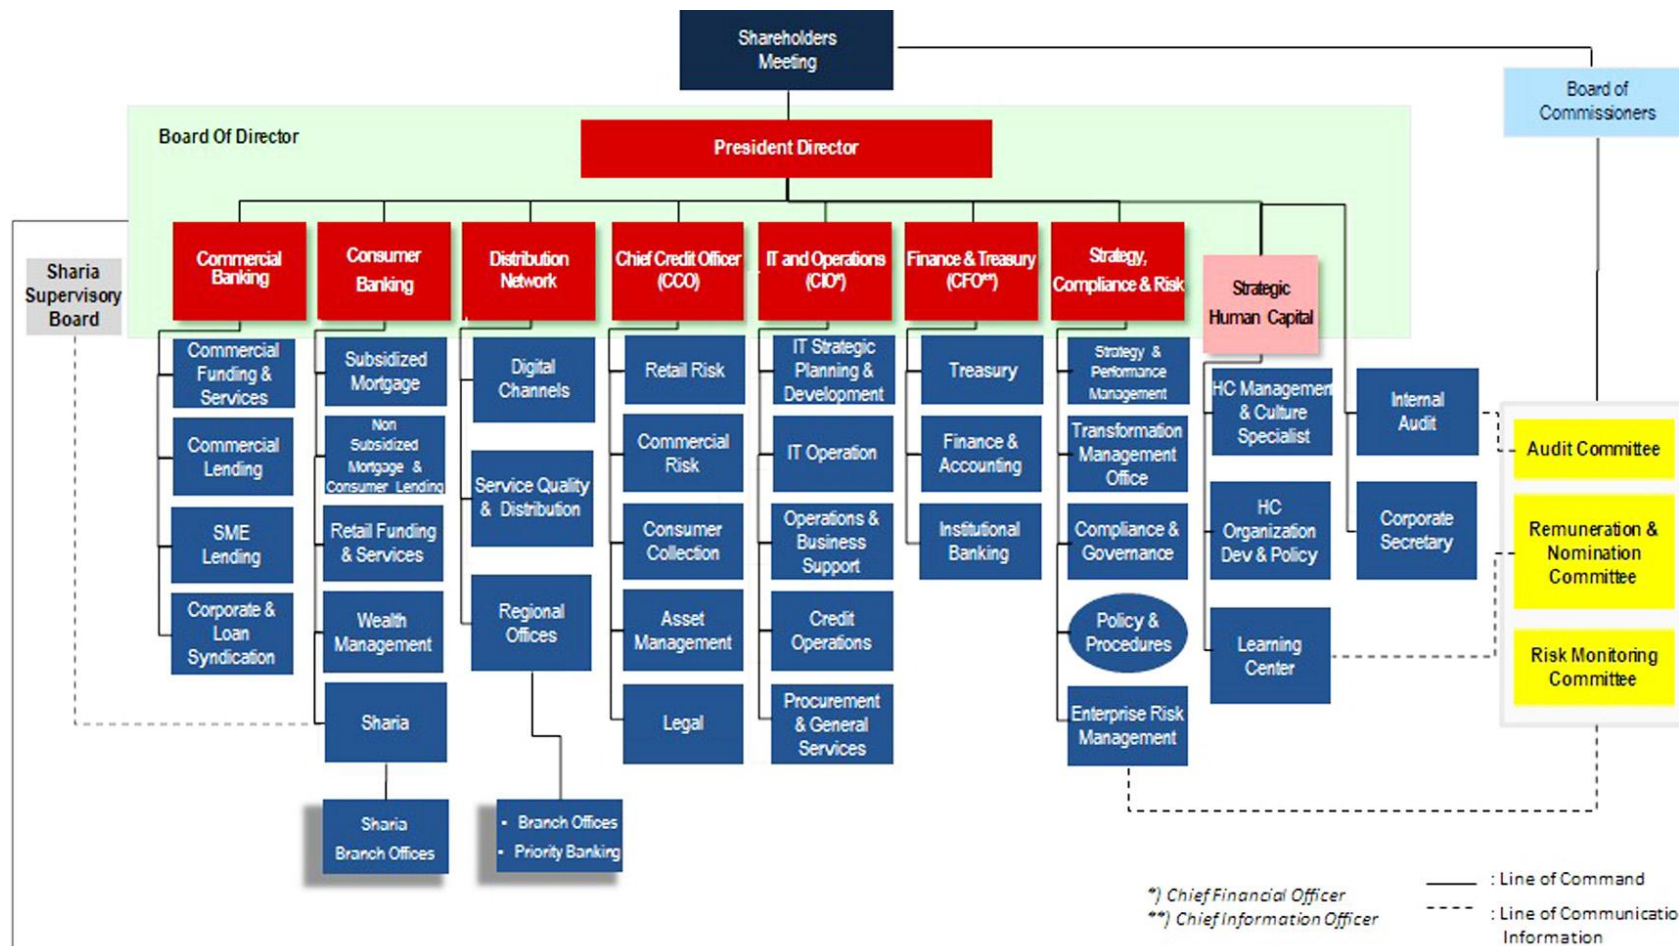 Shareholders
Meeting
Board of
Commissioners
Board Of Director
President Director
Sharia
Supervisory
Board
Commercial
Banking
Consumer
Banking
Distribution
Network
Chief Credit Officer
(CCO)
IT and Operations
(CIO*)
Finance & Treasury
(CFO**)
Strategy,
Compliance & Risk
Strategic
Human Capital
Commercial
Funding &
Services
Commercial
Lending
SME
Lending
Corporate &
Loan
Syndication
Subsidized
Mortgage
Non
Subsidized
Mortgage &
Consumer Lending
Retail Funding
& Services
Wealth
Management
Sharia
Sharia
Branch Offices
Digital
Channels
Service Quality
& Distribution
Regional
Offices
- Branch Offices
- Priority Banking
Retail Risk
Commercial
Risk
Consumer
Collection
Asset
Management
Legal
IT Strategic
Planning &
Development
IT Operation
Operations &
Business
Support
Credit
Operations
Procurement
& General
Services
Treasury
Finance &
Accounting
Institutional
Banking
Strategy &
Performance
Management
Transformation
Management
Office
Compliance &
Governance
Policy &
Procedures
Enterprise Risk
Management
HC Management
& Culture
Specialist
HC
Organization
Dev & Policy
Learning
Center
Internal
Audit
Corporate
Secretary
Audit Committee
Remuneration &
Nomination
Committee
Risk Monitoring
Committee
*) Chief Financial Officer
**) Chief Information Officer
: Line of Command
: Line of Communicatio
Information